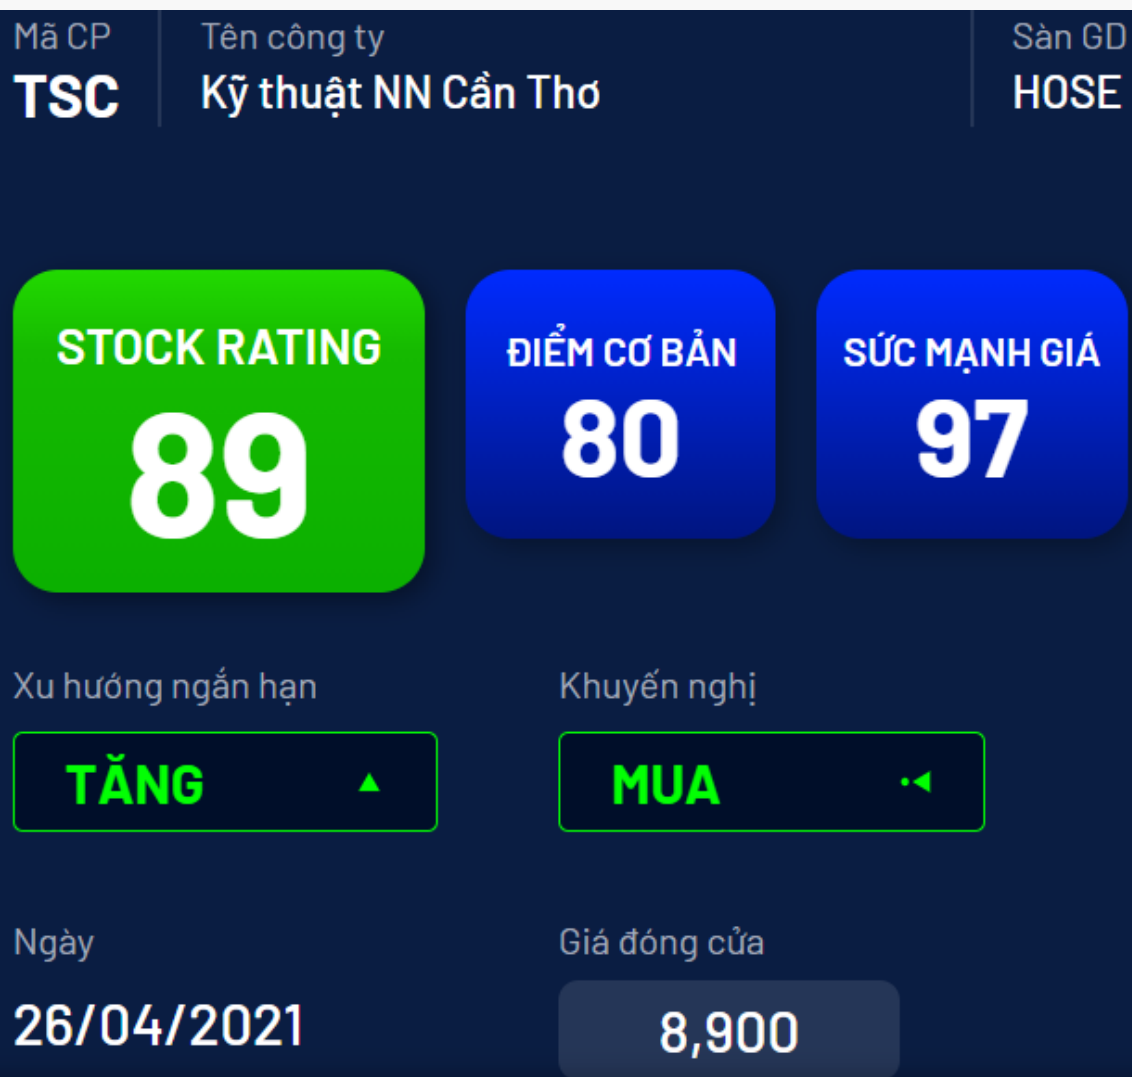 Mã CP
TSC
Tên công ty
Kỹ thuật NN Cần Thơ
Sàn GD
HOSE
STOCK RATING
89
ĐIỂM CƠ BẢN
80
SỨC MẠNH GIÁ
97
Xu hướng ngắn hạn
TĂNG
Khuyến nghị
MUA
Ngày
26/04/2021
Giá đóng cửa
8,900